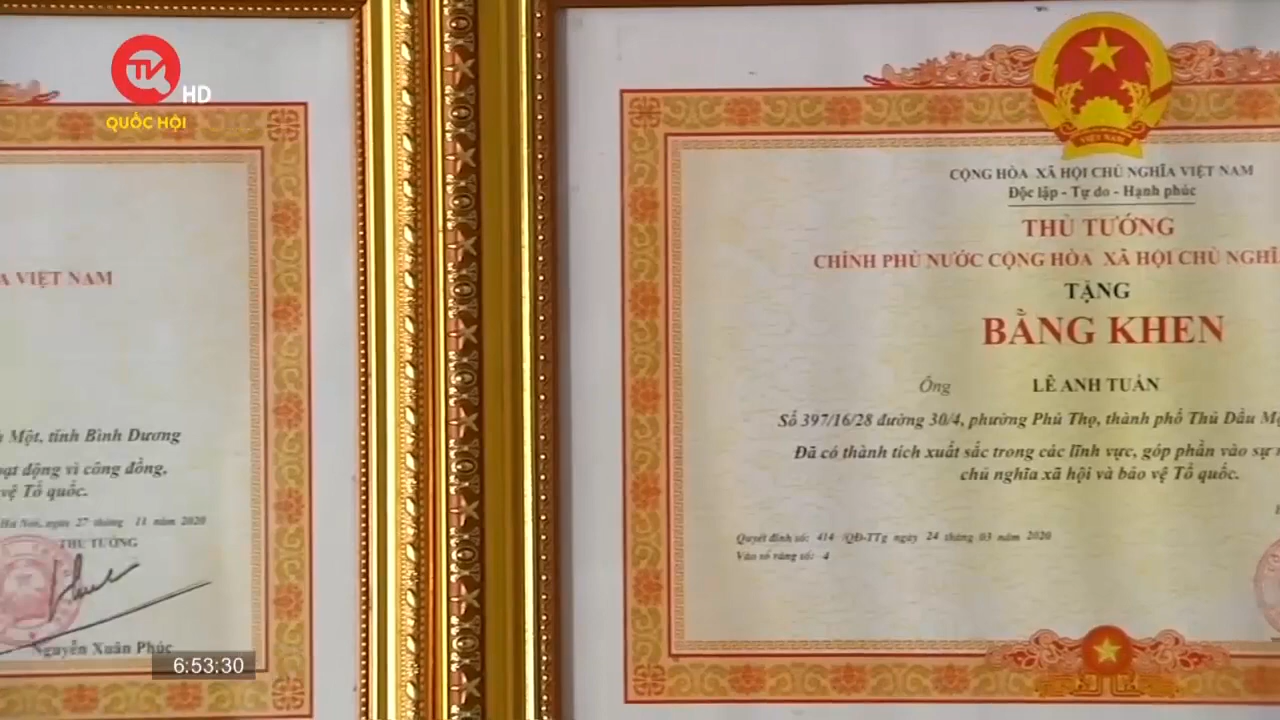 QUỐC HỘI
HD
A VIỆT NAM
Một, tỉnh Bình Dương
oạt động vì cộng đồng,
vệ Tổ quốc.
Hà Nội, ngày 27 tháng 11 năm 2020
THỦ TƯỚNG
Nguyễn Xuân Phúc
6:53:30
VIỆT NAM
CỘNG HÒA XÃ HỘI CHỦ NGHĨA VIỆT NAM
Độc lập - Tự do - Hạnh phúc
THỦ TƯỚNG
CHÍNH PHỦ NƯỚC CỘNG HÒA XÃ HỘI CHỦ NGHĨ
TẶNG
BẰNG KHEN
Ông LÊ ANH TUẤN
Số 397/16/28 đường 30/4, phường Phú Thọ, thành phố Thủ Dầu Mộ
Đã có thành tích xuất sắc trong các lĩnh vực, góp phần vào sự n
chủ nghĩa xã hội và bảo vệ Tổ quốc.
Quyết định số: 414 /QĐ-TTg ngày 24 tháng 03 năm 2020
Vào sổ vàng số: 4